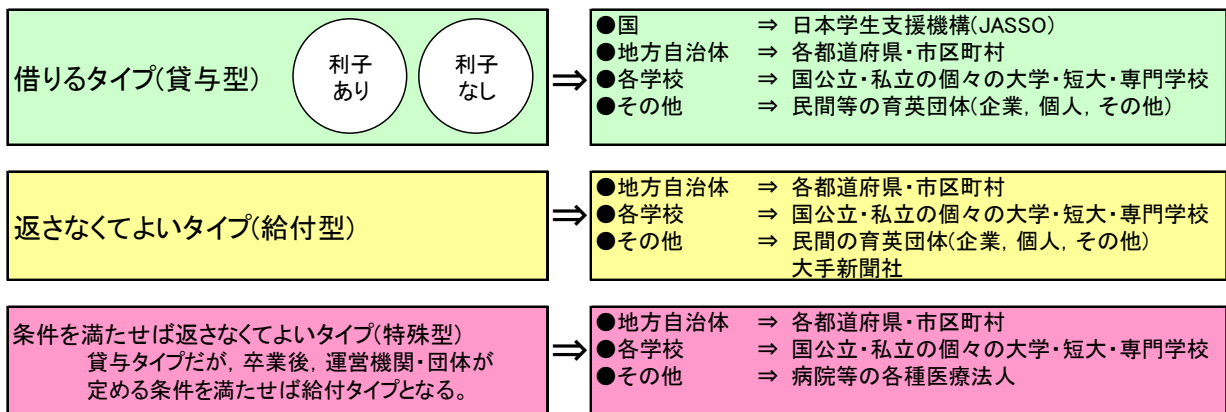 借りるタイプ(貸与型)
利子
あり
利子
なし
⇒
●国 ⇒ 日本学生支援機構(JASSO)
●地方自治体 ⇒ 各都道府県・市区町村
●各学校 ⇒ 国公立・私立の個々の大学・短大・専門学校
●その他 ⇒ 民間等の育英団体(企業, 個人, その他)
返さなくてよいタイプ(給付型)
⇒
●地方自治体 ⇒ 各都道府県・市区町村
●各学校 ⇒ 国公立・私立の個々の大学・短大・専門学校
●その他 ⇒ 民間の育英団体(企業, 個人, その他)
大手新聞社
条件を満たせば返さなくてよいタイプ(特殊型)
貸与タイプだが, 卒業後, 運営機関・団体が
定める条件を満たせば給付タイプとなる。
⇒
●地方自治体 ⇒ 各都道府県・市区町村
●各学校 ⇒ 国公立・私立の個々の大学・短大・専門学校
●その他 ⇒ 病院等の各種医療法人